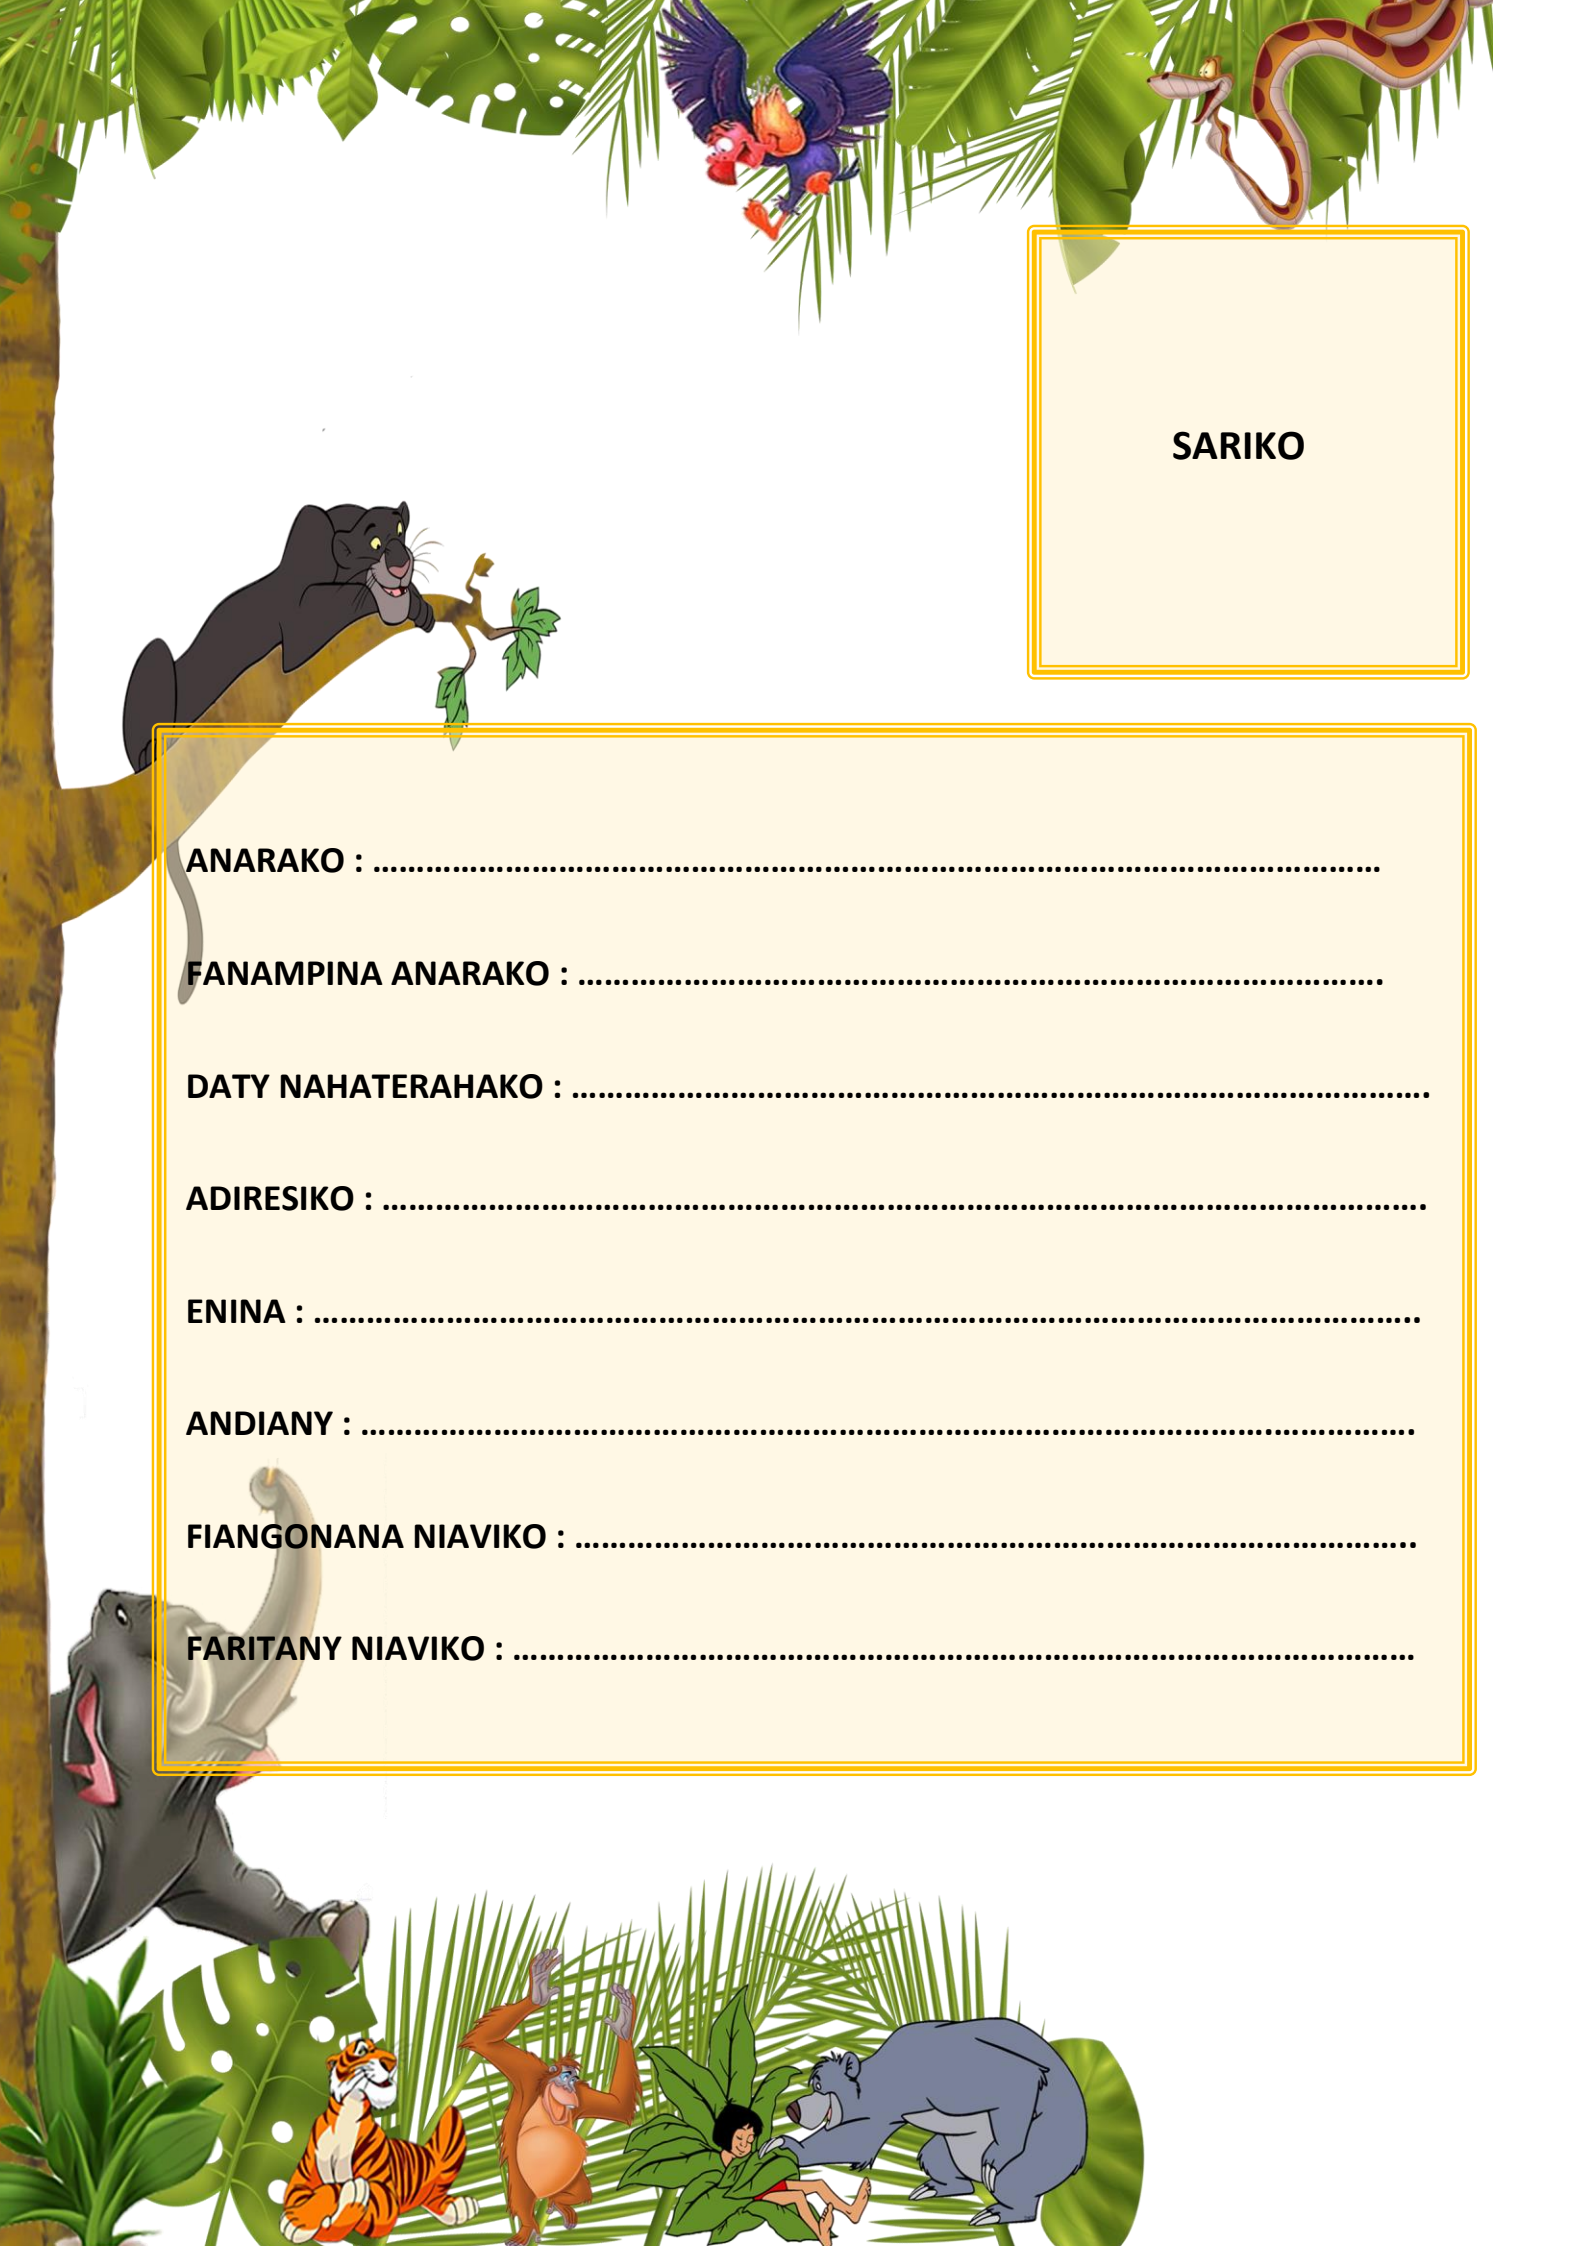 SARIKO
ANARAKO : ……………………………………………………………………………………………………
FANAMPINA ANARAKO : ……………………………………………………………………………….
DATY NAHATERAHAKO : …………………………………………………………………………………….
ADIRESIKO : ……………………………………………………………………………………………………….
ENINA : ……………………………………………………………………………………………………………..
ANDIANY : ………………………………………………………………………………………….…………….
FIANGONANA NIAVIKO : …………………………………………………………………………………..
FARITANY NIAVIKO : …………………………………………………………………………………………